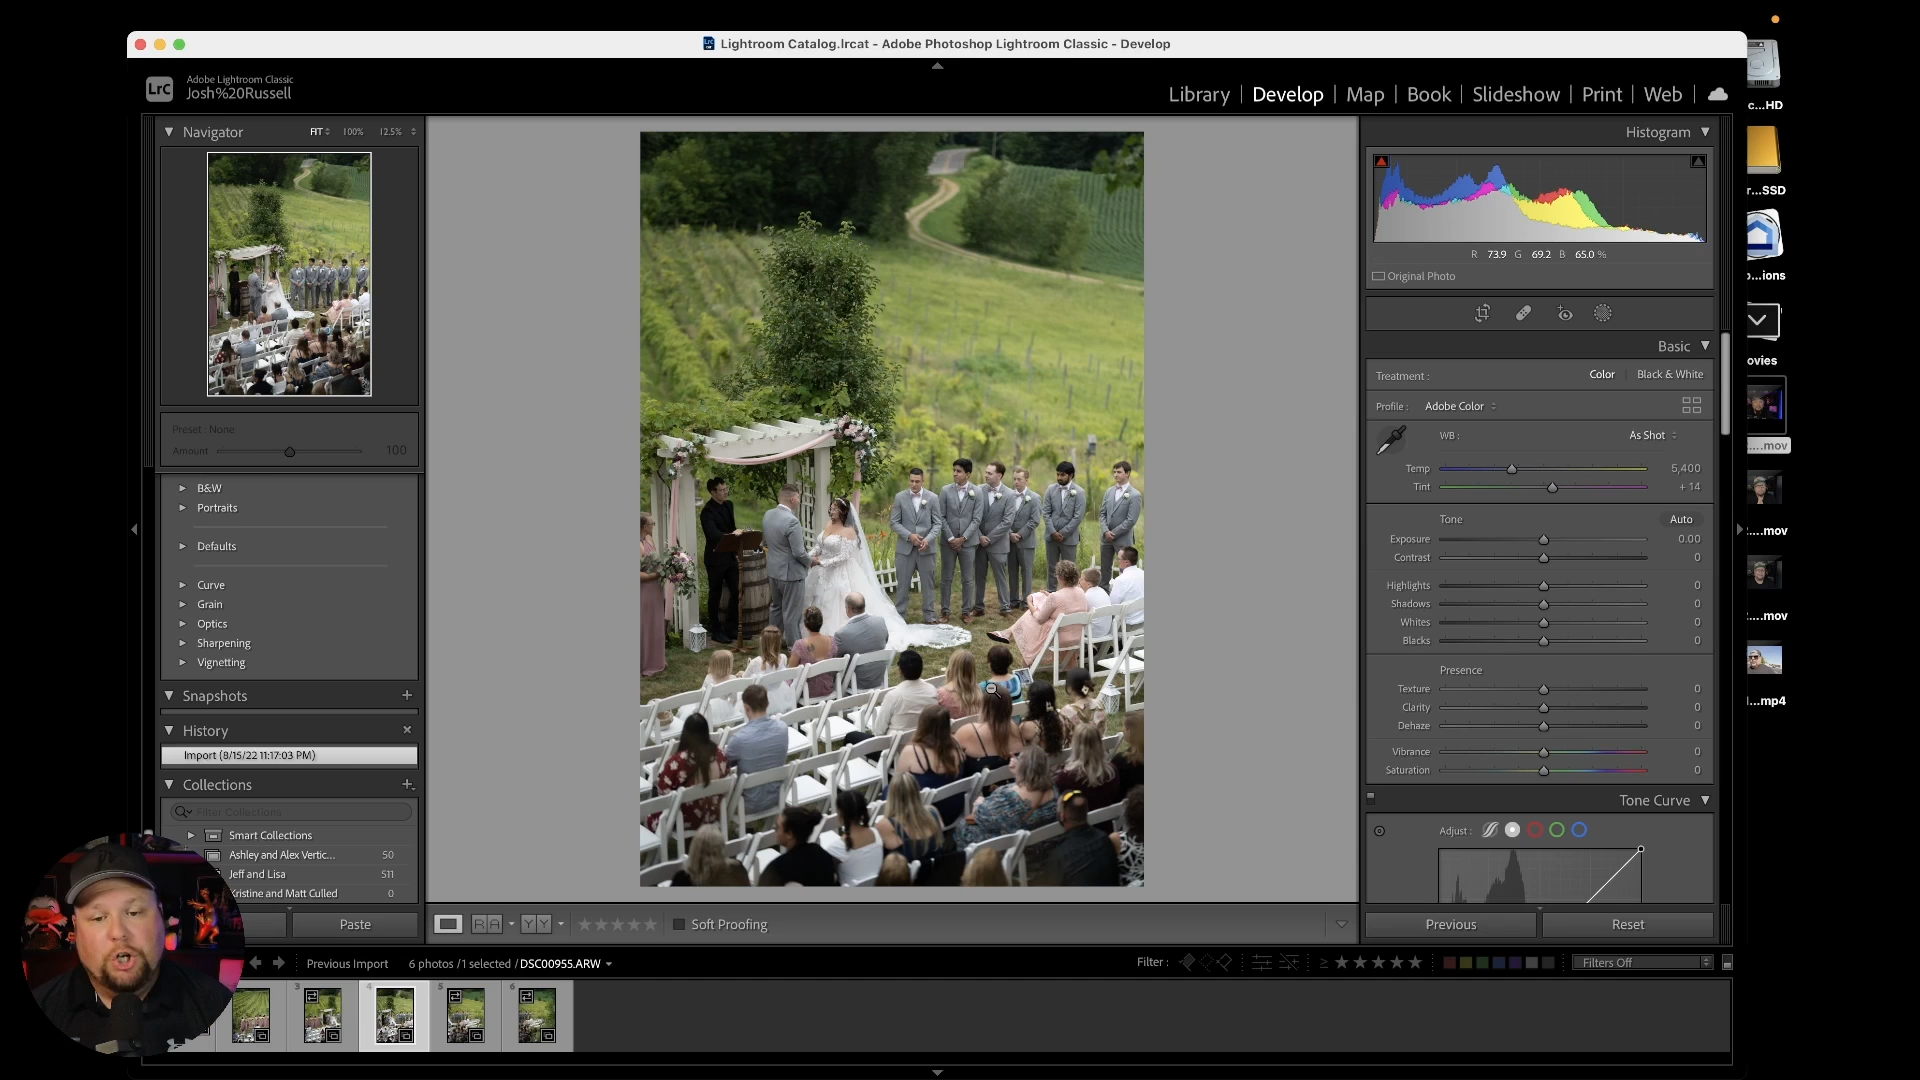 Lightroom Catalog.lrcat - Adobe Photoshop Lightroom Classic - Develop
LrC
Adobe Lightroom Classic
Josh%20Russell
Library | Develop | Map | Book | Slideshow | Print | Web
Navigator FIT 100% 12.5%
Preset : None
Amount 100
B&W
Portraits
Defaults
Curve
Grain
Optics
Sharpening
Vignetting
Snapshots +
History ×
Import (8/15/22 11:17:03 PM)
Collections +
Filter Collections
Smart Collections
Ashley and Alex Vertic... 50
Jeff and Lisa 511
Kristine and Matt Culled 0
Paste
Soft Proofing
Histogram
R 73.9 G 69.2 B 65.0 %
Original Photo
Basic
Treatment : Color | Black & White
Profile : Adobe Color
WB : As Shot
Temp 5,400
Tint + 14
Tone Auto
Exposure 0.00
Contrast 0
Highlights 0
Shadows 0
Whites 0
Blacks 0
Presence
Texture 0
Clarity 0
Dehaze 0
Vibrance 0
Saturation 0
Tone Curve
Adjust :
Previous Reset
Previous Import 6 photos /1 selected /DSC00955.ARW
Filter : ≥ ★★★★★ Filters Off
3 4 5 6
c...HD
r...SSD
p...ions
ovies
....mov
:....mov
:....mov
l...mp4